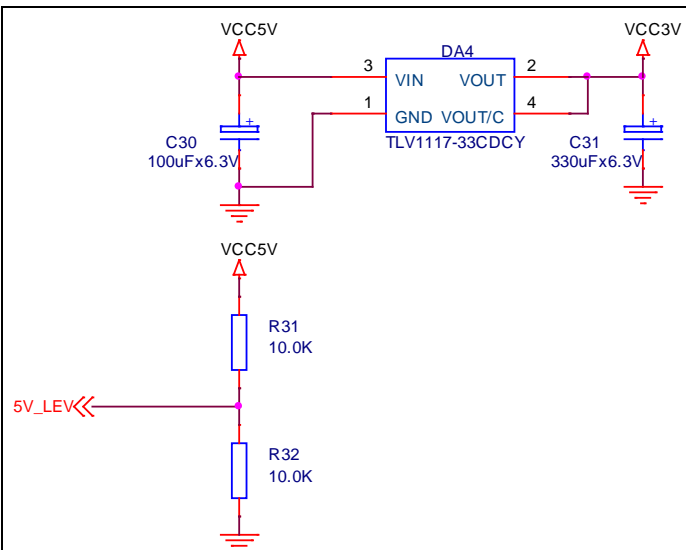 VCC5V
VCC3V
DA4
3
VIN
VOUT
2
1
GND
VOUT/C
4
TLV1117-33CDCY
+
C30
100uFx6.3V
+
C31
330uFx6.3V
VCC5V
R31
10.0K
5V_LEV
R32
10.0K